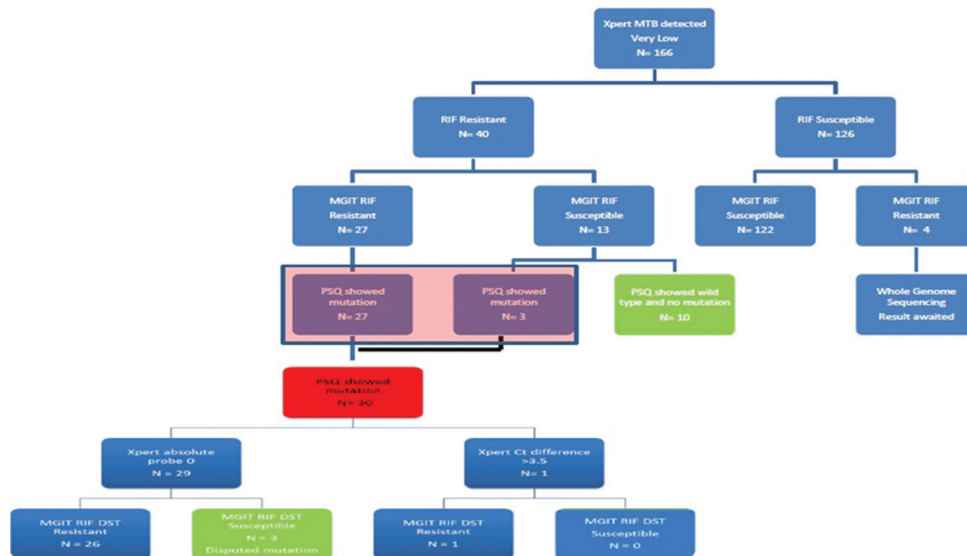 Xpert MTB detected
Very Low
N= 166
RIF Resistant
N= 40
RIF Susceptible
N= 126
MGIT RIF
Resistant
N= 27
MGIT RIF
Susceptible
N= 13
MGIT RIF
Susceptible
N= 122
MGIT RIF
Resistant
N= 4
PSQ showed
mutation
N= 27
PSQ showed
mutation
N= 3
PSQ showed wild
type and no mutation
N= 10
Whole Genome
Sequencing
Result awaited
PSQ showed
mutation
N= 30
Xpert absolute
probe 0
N = 29
Xpert Ct difference
>3.5
N= 1
MGIT RIF DST
Resistant
N = 26
MGIT RIF DST
Susceptible
N = 3
Disputed mutation
MGIT RIF DST
Resistant
N = 1
MGIT RIF DST
Susceptible
N = 0